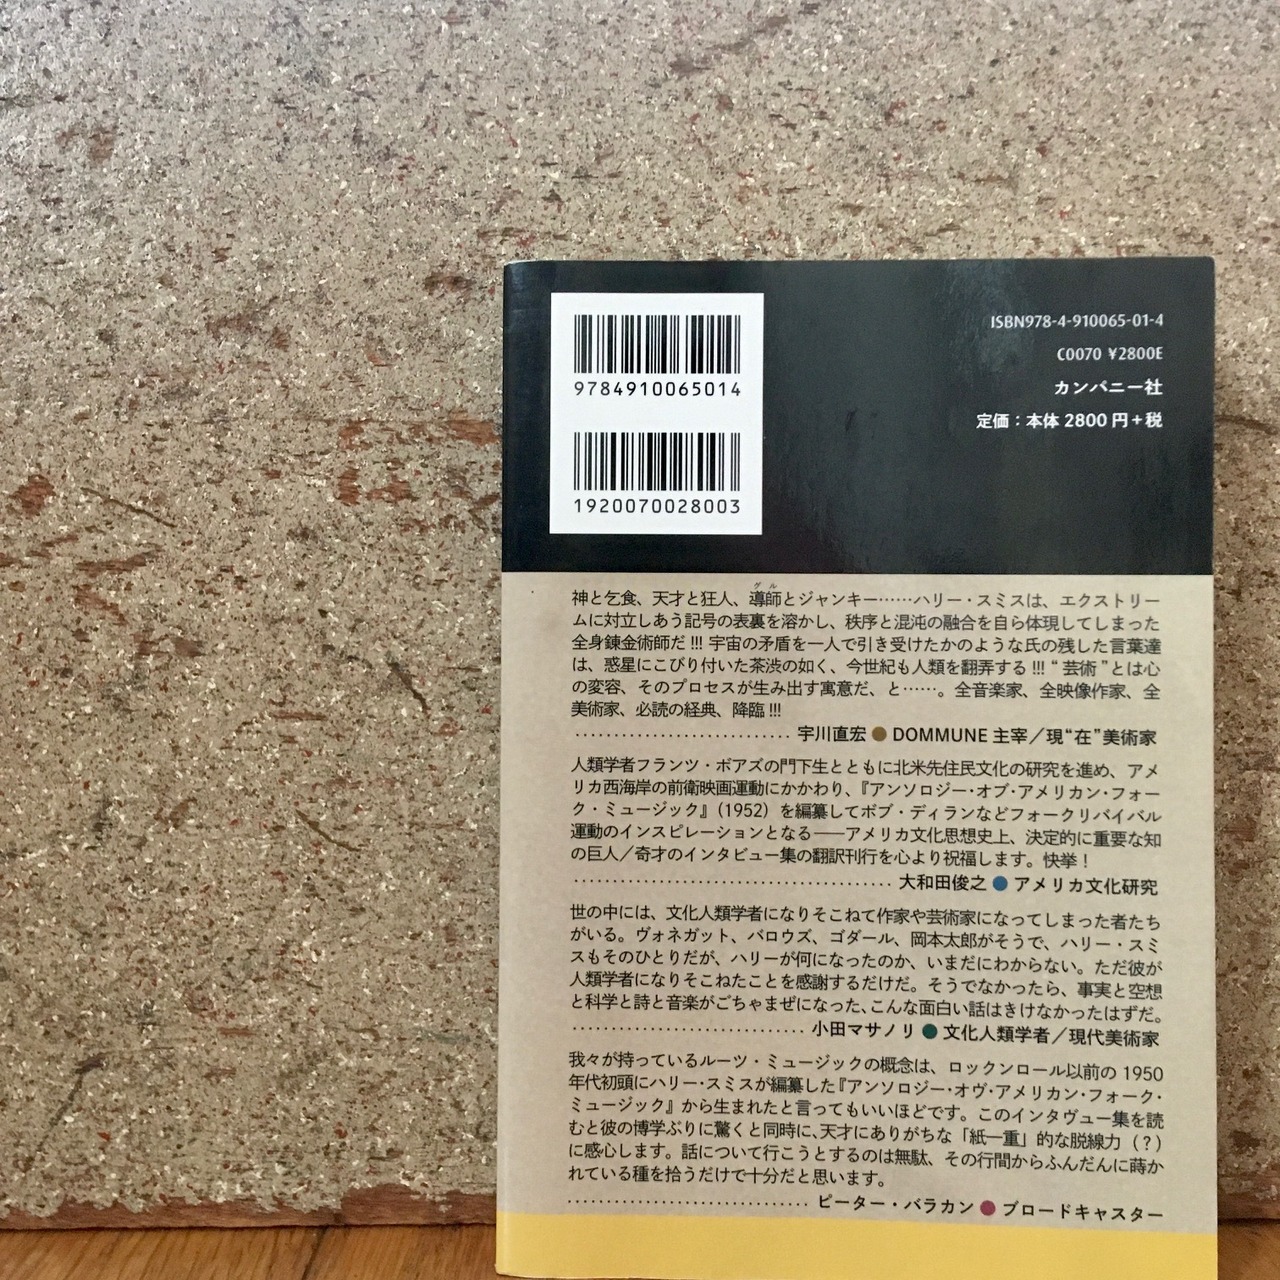 9784910065014
1920070028003
ISBN978-4-910065-01-4
C0070 ¥2800E
カンパニー社
定価：本体 2800 円＋税
グル
神と乞食、天才と狂人、導師とジャンキー……ハリー・スミスは、エクストリー
ムに対立しあう記号の表裏を溶かし、秩序と混沌の融合を自ら体現してしまった
全身錬金術師だ !!! 宇宙の矛盾を一人で引き受けたかのような氏の残した言葉達
は、惑星にこびり付いた茶渋の如く、今世紀も人類を翻弄する !!! “ 芸術 ” とは心
の変容、そのプロセスが生み出す寓意だ、と……。全音楽家、全映像作家、全
美術家、必読の経典、降臨 !!!
宇川直宏 ● DOMMUNE 主宰／現“在”美術家
人類学者フランツ・ボアズの門下生とともに北米先住民文化の研究を進め、アメ
リカ西海岸の前衛映画運動にかかわり、『アンソロジー・オブ・アメリカン・フォー
ク・ミュージック』（1952）を編纂してボブ・ディランなどフォークリバイバル
運動のインスピレーションとなる――アメリカ文化思想史上、決定的に重要な知
の巨人／奇才のインタビュー集の翻訳刊行を心より祝福します。快挙！
大和田俊之 ● アメリカ文化研究
世の中には、文化人類学者になりそこねて作家や芸術家になってしまった者たち
がいる。ヴォネガット、バロウズ、ゴダール、岡本太郎がそうで、ハリー・スミ
スもそのひとりだが、ハリーが何になったのか、いまだにわからない。ただ彼が
人類学者になりそこねたことを感謝するだけだ。そうでなかったら、事実と空想
と科学と詩と音楽がごちゃまぜになった、こんな面白い話はきけなかったはずだ。
小田マサノリ ● 文化人類学者／現代美術家
我々が持っているルーツ・ミュージックの概念は、ロックンロール以前の 1950
年代初頭にハリー・スミスが編纂した『アンソロジー・オヴ・アメリカン・フォーク・
ミュージック』から生まれたと言ってもいいほどです。このインタヴュー集を読
むと彼の博学ぶりに驚くと同時に、天才にありがちな「紙一重」的な脱線力（？）
に感心します。話について行こうとするのは無駄、その行間からふんだんに蒔か
れている種を拾うだけで十分だと思います。
ピーター・バラカン ● ブロードキャスター